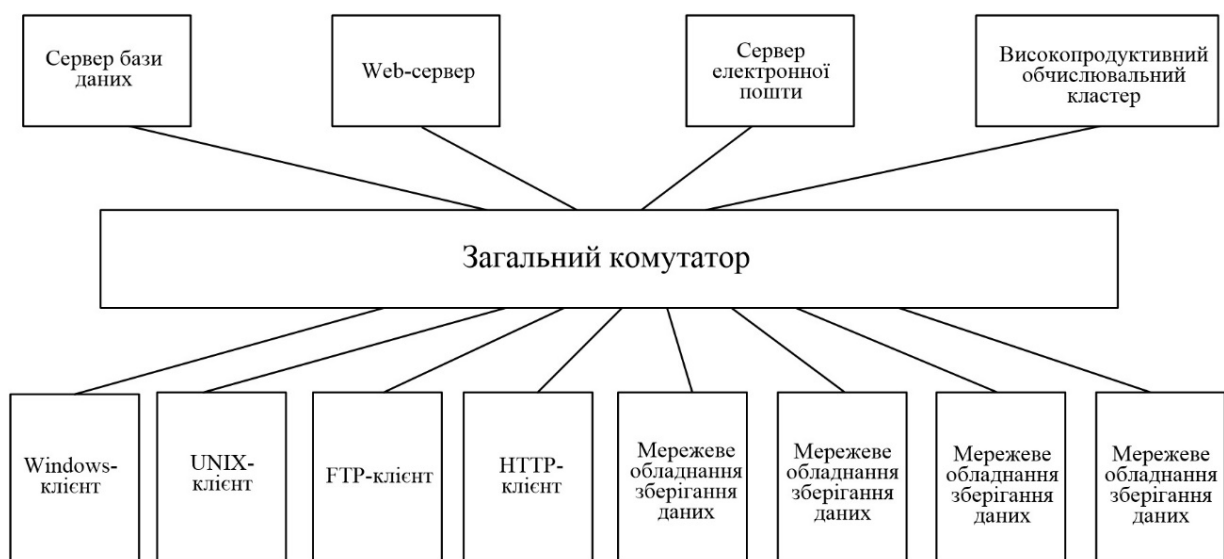 Сервер бази
даних
Web-сервер
Сервер
електронної
пошти
Високопродуктивний
обчислювальний
кластер
Загальний комутатор
Windows-
клієнт
UNIX-
клієнт
FTP-клієнт
HTTP-
клієнт
Мережеве
обладнання
зберігання
даних
Мережеве
обладнання
зберігання
даних
Мережеве
обладнання
зберігання
даних
Мережеве
обладнання
зберігання
даних